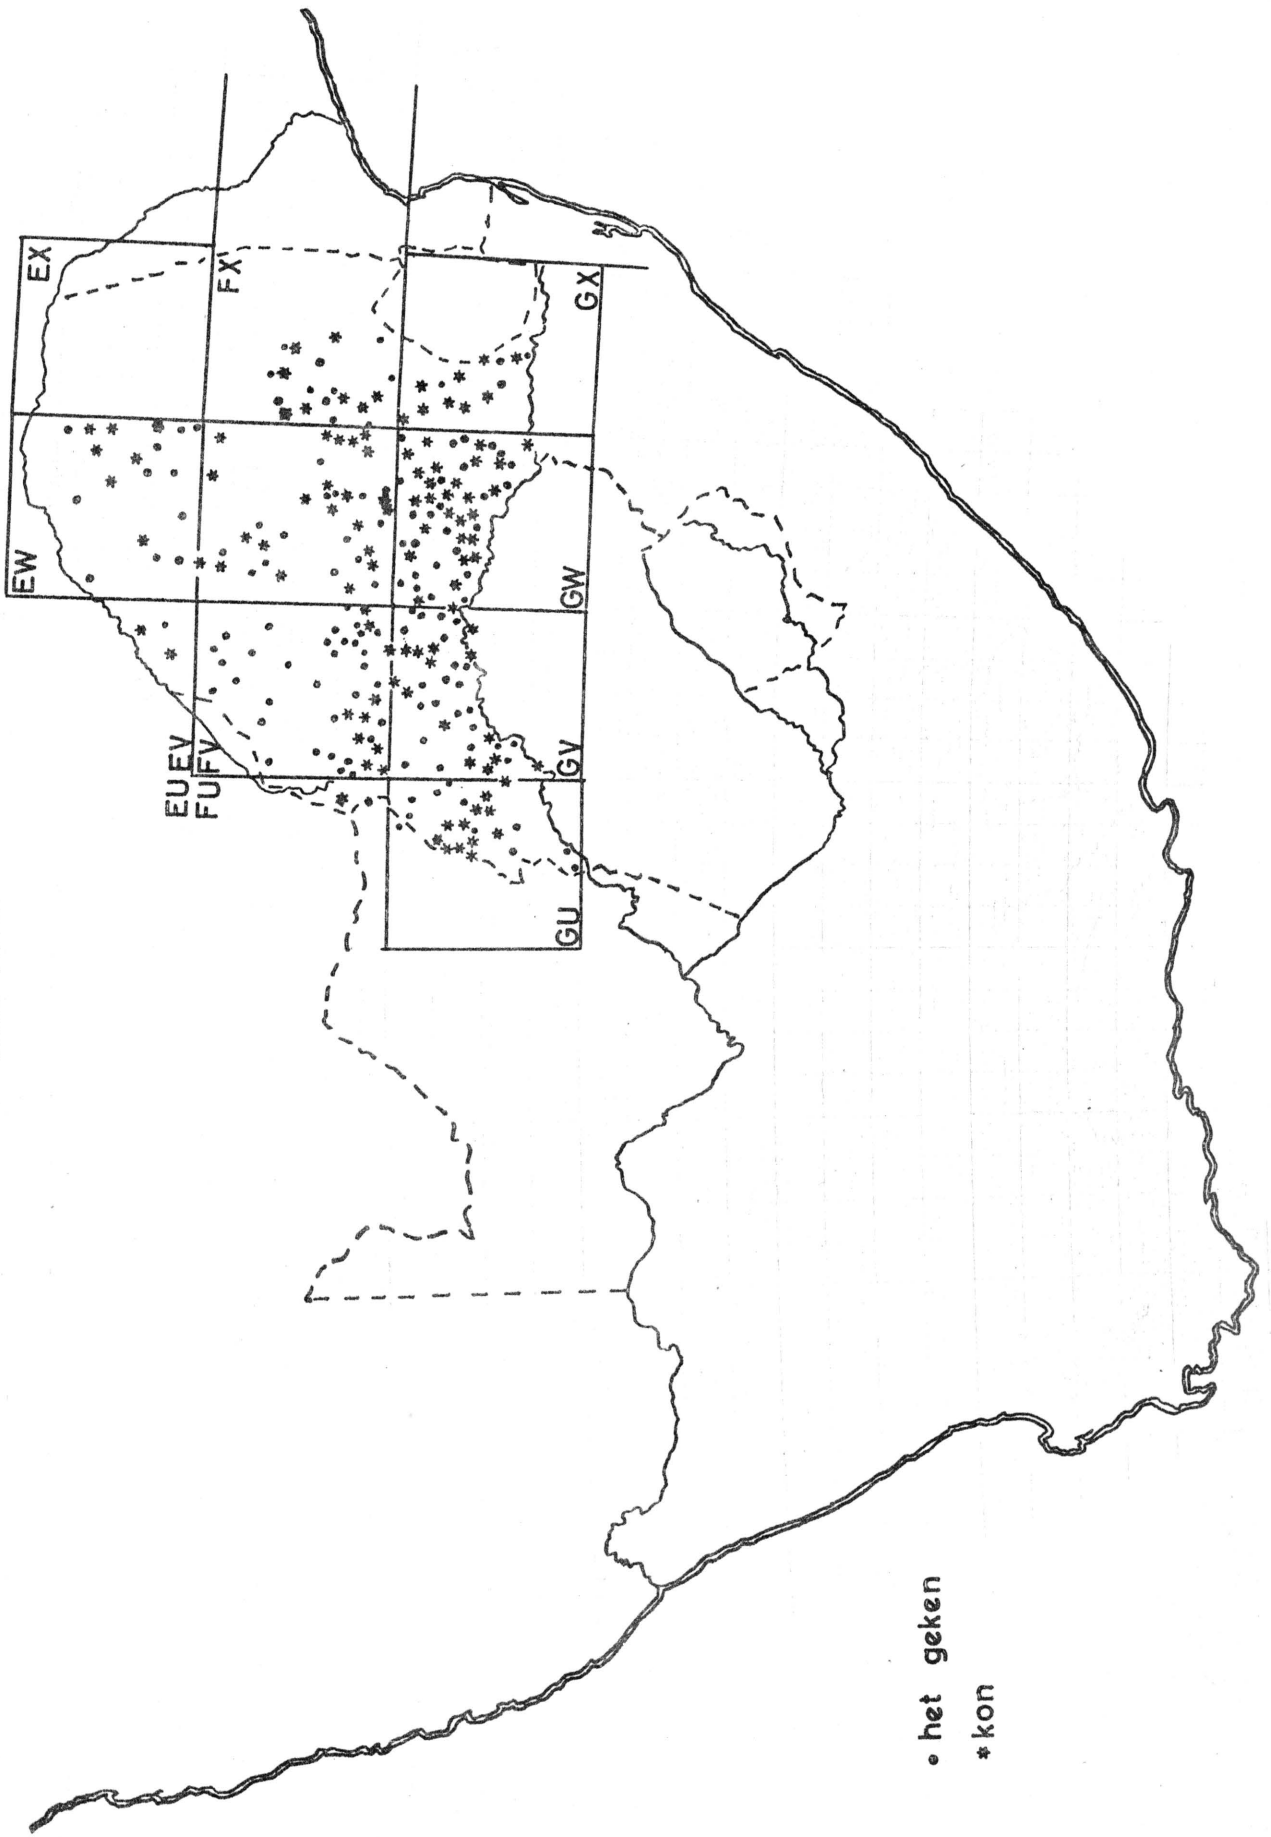 EW
EX
EU EV
FU FV
FX
GU
GV
GW
GX
• het geken
* kon